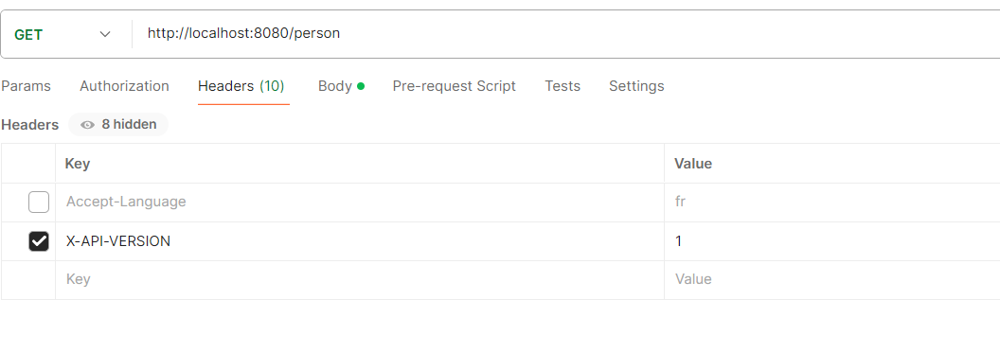 GET http://localhost:8080/person
Params Authorization Headers (10) Body Pre-request Script Tests Settings
Headers 8 hidden
Key Value
Accept-Language fr
X-API-VERSION 1
Key Value